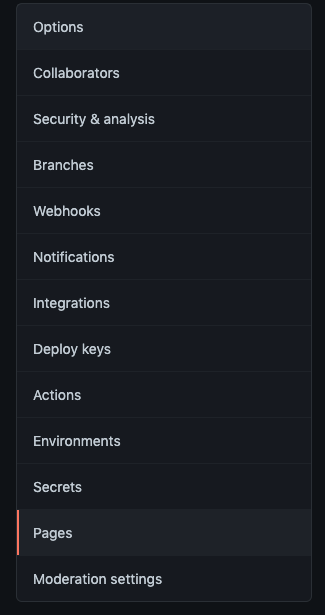 Options
Collaborators
Security & analysis
Branches
Webhooks
Notifications
Integrations
Deploy keys
Actions
Environments
Secrets
Pages
Moderation settings